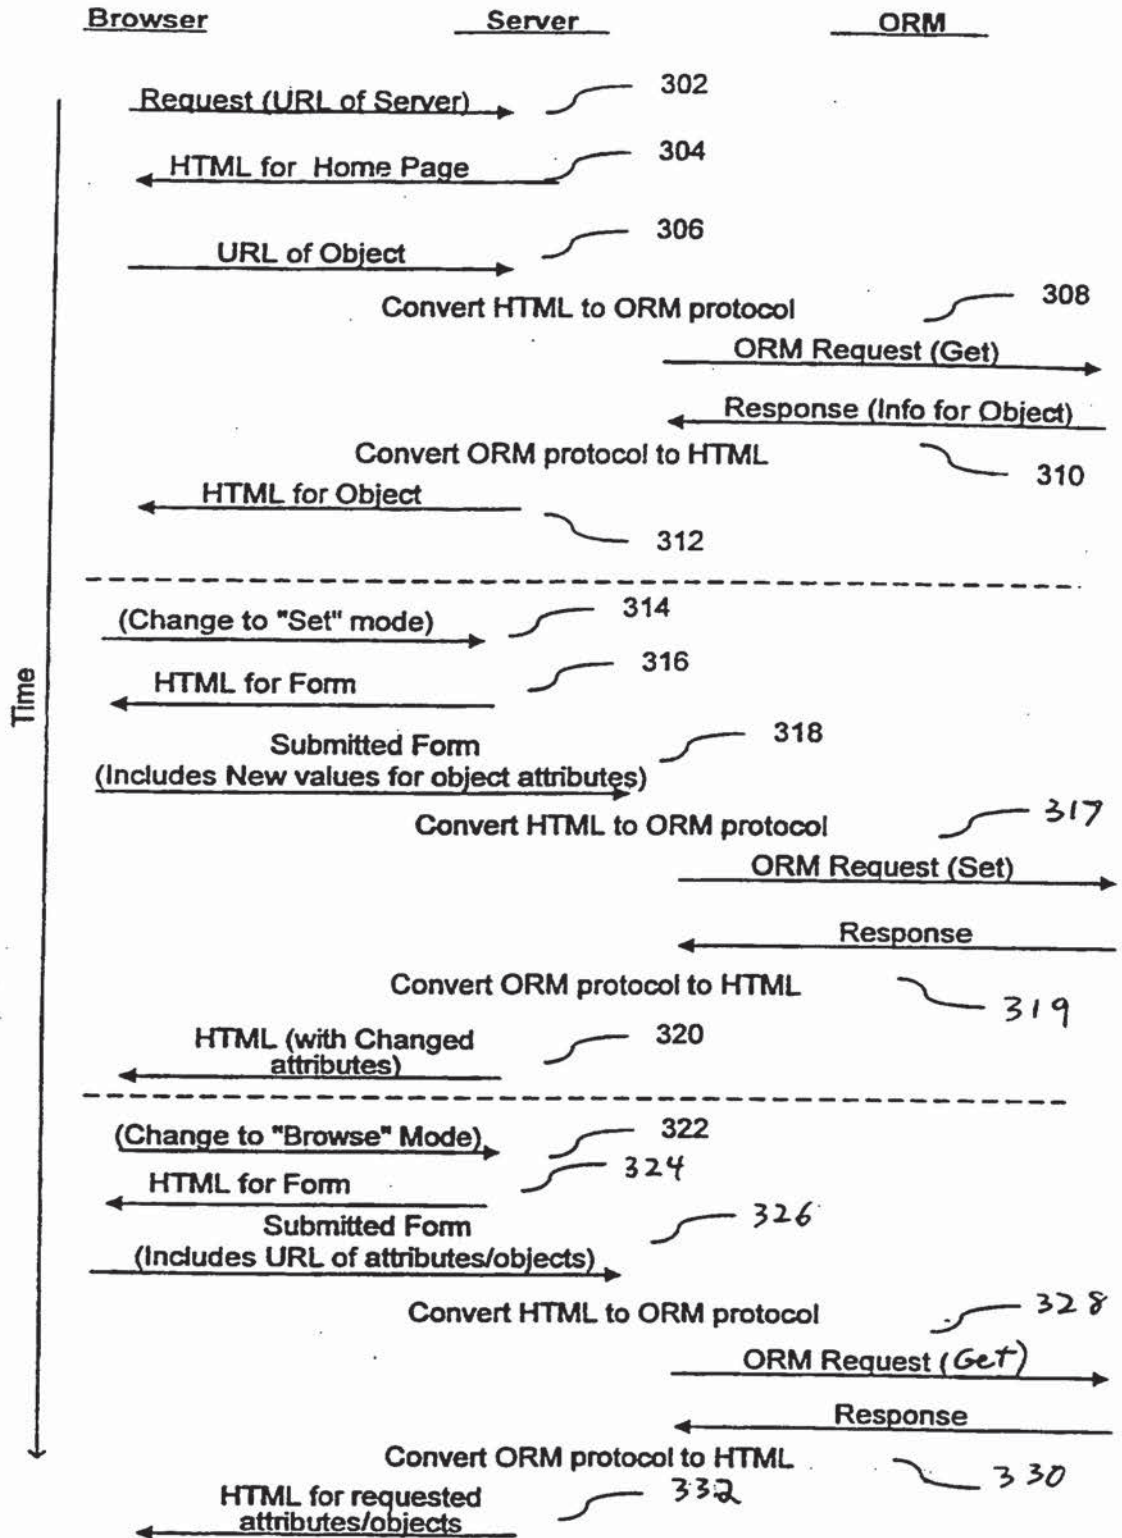 Browser Server ORM
Request (URL of Server) 302
HTML for Home Page 304
URL of Object 306
Convert HTML to ORM protocol 308
ORM Request (Get)
Response (Info for Object)
Convert ORM protocol to HTML 310
HTML for Object
312
(Change to "Set" mode) 314
HTML for Form 316
Time
Submitted Form 318
(Includes New values for object attributes)
Convert HTML to ORM protocol 317
ORM Request (Set)
Response
Convert ORM protocol to HTML 319
HTML (with Changed 320
attributes)
(Change to "Browse" Mode) 322
HTML for Form 324
Submitted Form 326
(Includes URL of attributes/objects)
Convert HTML to ORM protocol 328
ORM Request (Get)
Response
Convert ORM protocol to HTML 330
HTML for requested 332
attributes/objects